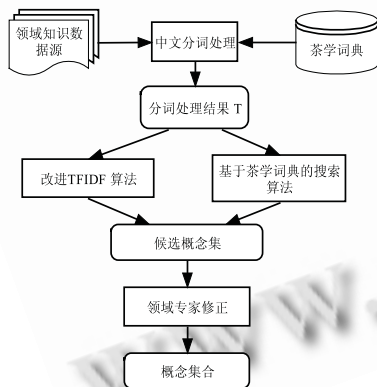 领域知识数
据源
中文分词处理
茶学词典
分词处理结果 T
改进TFIDF 算法
基于茶学词典的搜索
算法
候选概念集
领域专家修正
概念集合
www.